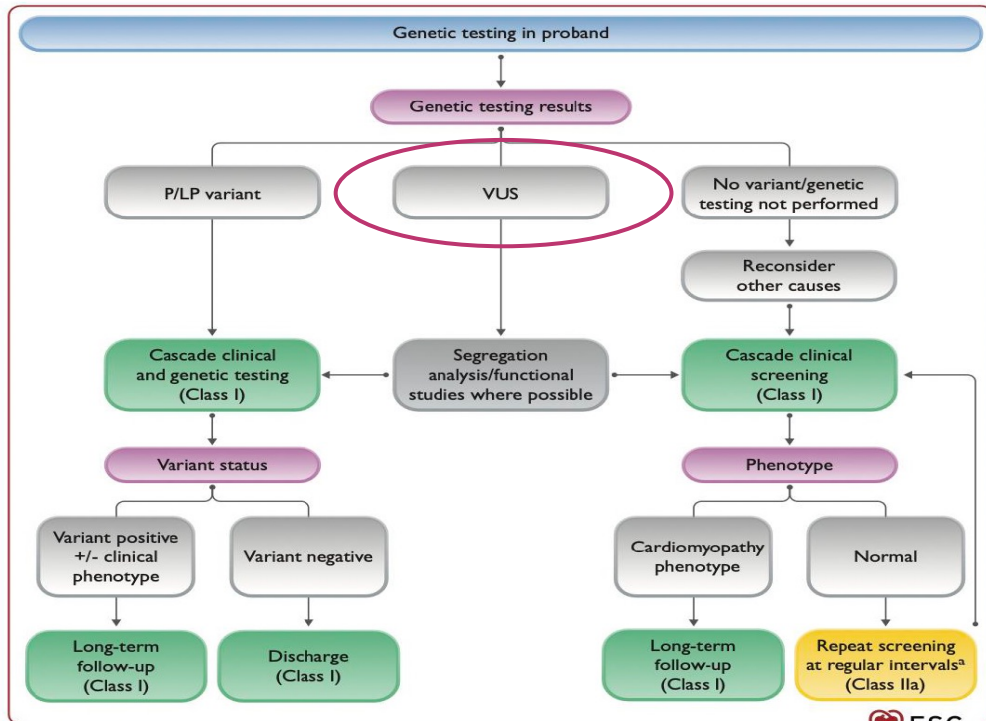 Genetic testing in proband
Genetic testing results
P/LP variant
VUS
No variant/genetic
testing not performed
Reconsider
other causes
Cascade clinical
and genetic testing
(Class I)
Segregation
analysis/functional
studies where possible
Cascade clinical
screening
(Class I)
Variant status
Phenotype
Variant positive
+/- clinical
phenotype
Variant negative
Cardiomyopathy
phenotype
Normal
Long-term
follow-up
(Class I)
Discharge
(Class I)
Long-term
follow-up
(Class I)
Repeat screening
at regular intervalsᵃ
(Class IIa)
ESC